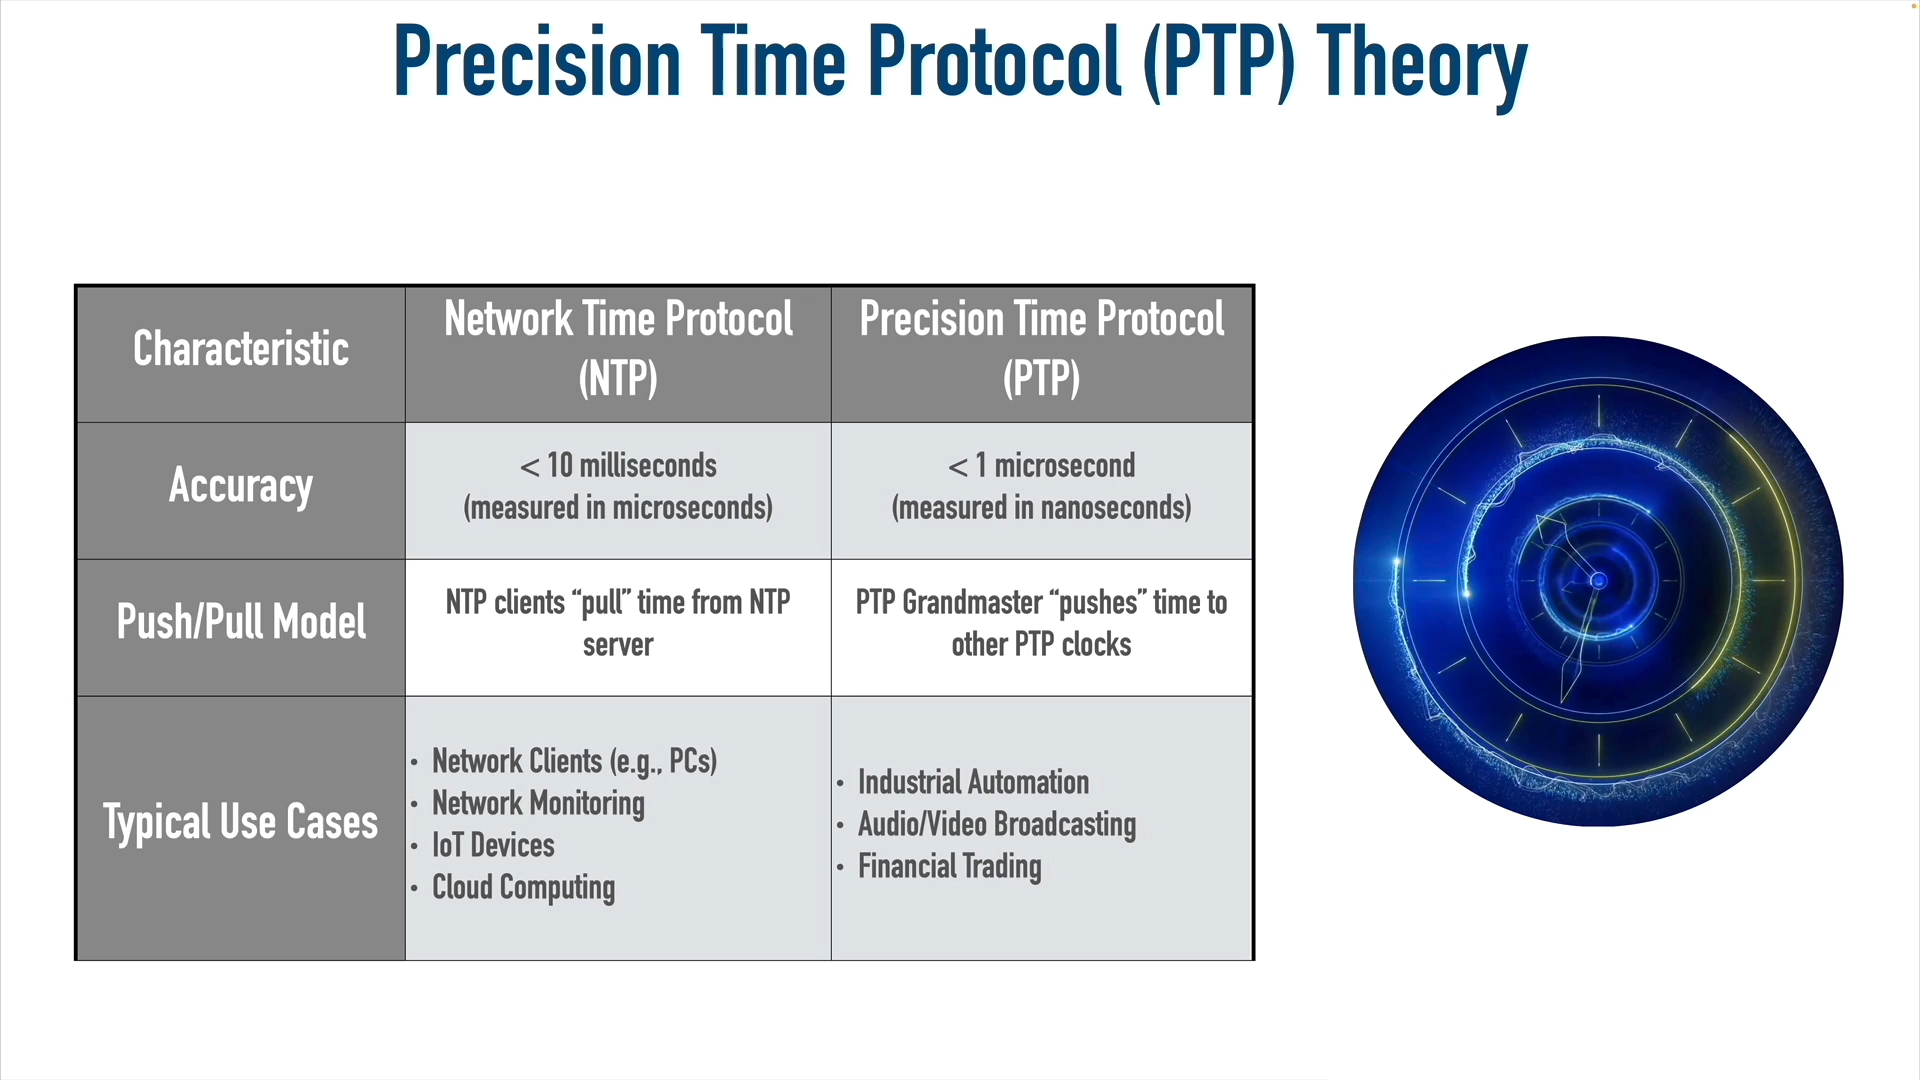 Precision Time Protocol (PTP) Theory
Characteristic
Network Time Protocol
(NTP)
Precision Time Protocol
(PTP)
Accuracy
< 10 milliseconds
(measured in microseconds)
< 1 microsecond
(measured in nanoseconds)
Push/Pull Model
NTP clients “pull” time from NTP
server
PTP Grandmaster “pushes” time to
other PTP clocks
Typical Use Cases
• Network Clients (e.g., PCs)
• Network Monitoring
• IoT Devices
• Cloud Computing
• Industrial Automation
• Audio/Video Broadcasting
• Financial Trading